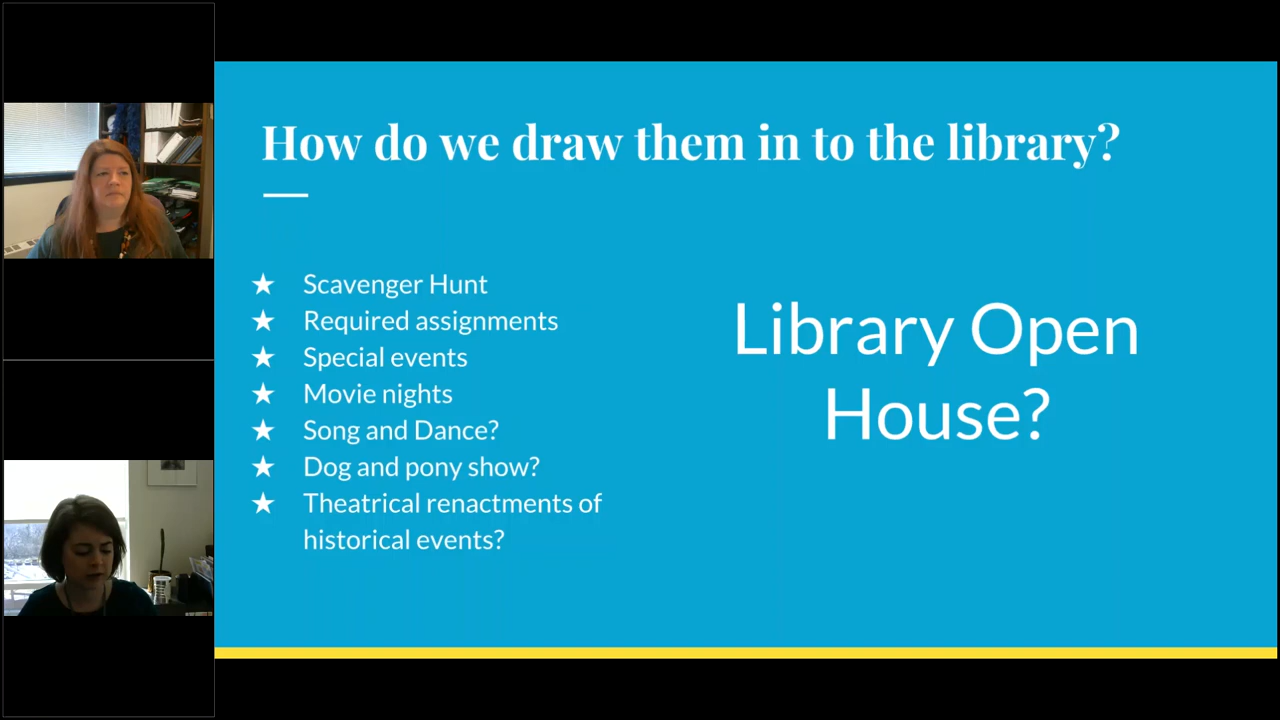 How do we draw them in to the library?
★ Scavenger Hunt
★ Required assignments
★ Special events
★ Movie nights
★ Song and Dance?
★ Dog and pony show?
★ Theatrical renactments of
historical events?
Library Open
House?